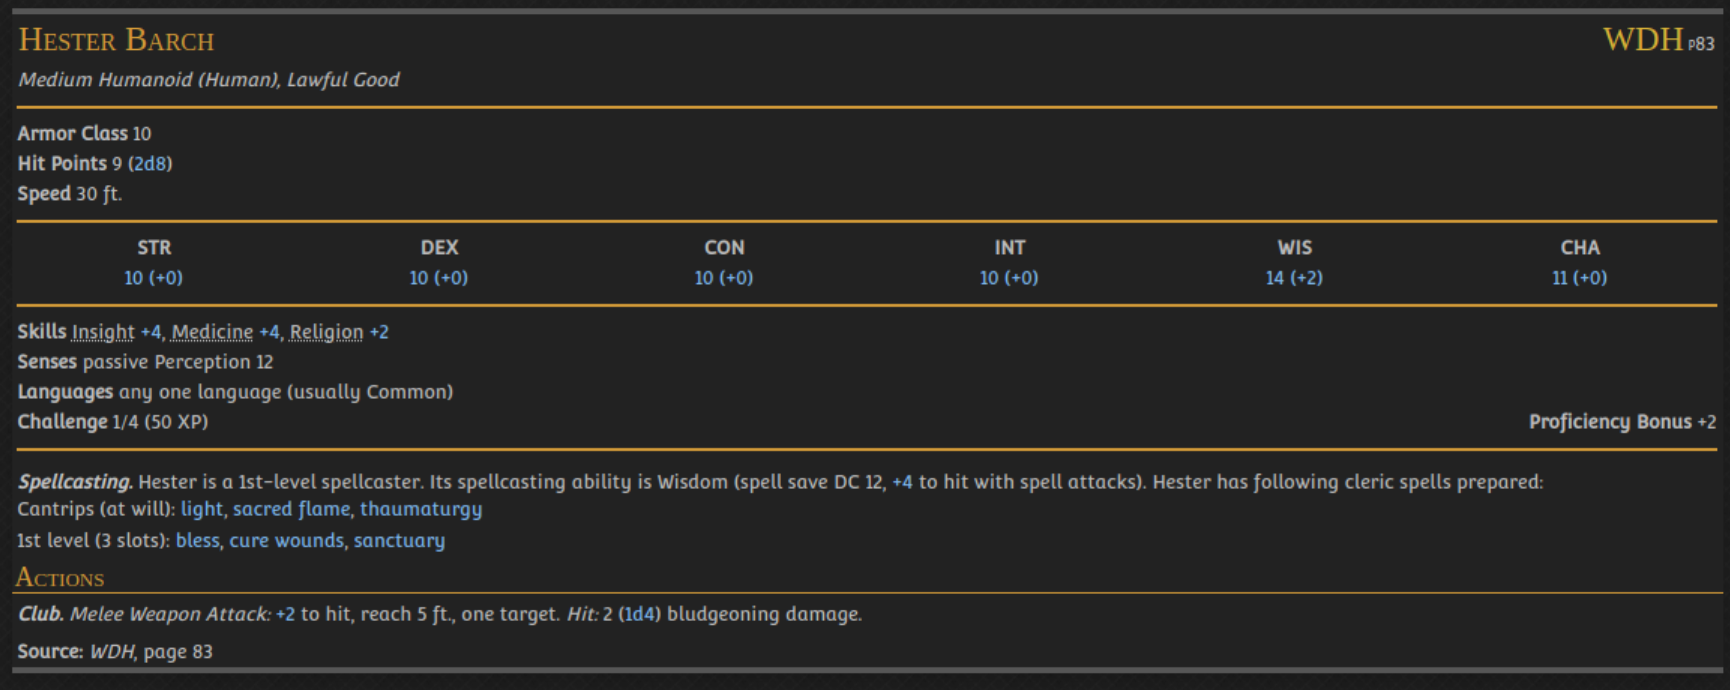 Hester Barch WDH p83
Medium Humanoid (Human), Lawful Good
Armor Class 10
Hit Points 9 (2d8)
Speed 30 ft.
STR DEX CON INT WIS CHA
10 (+0) 10 (+0) 10 (+0) 10 (+0) 14 (+2) 11 (+0)
Skills Insight +4, Medicine +4, Religion +2
Senses passive Perception 12
Languages any one language (usually Common)
Challenge 1/4 (50 XP) Proficiency Bonus +2
Spellcasting. Hester is a 1st-level spellcaster. Its spellcasting ability is Wisdom (spell save DC 12, +4 to hit with spell attacks). Hester has following cleric spells prepared:
Cantrips (at will): light, sacred flame, thaumaturgy
1st level (3 slots): bless, cure wounds, sanctuary
Actions
Club. Melee Weapon Attack: +2 to hit, reach 5 ft., one target. Hit: 2 (1d4) bludgeoning damage.
Source: WDH, page 83